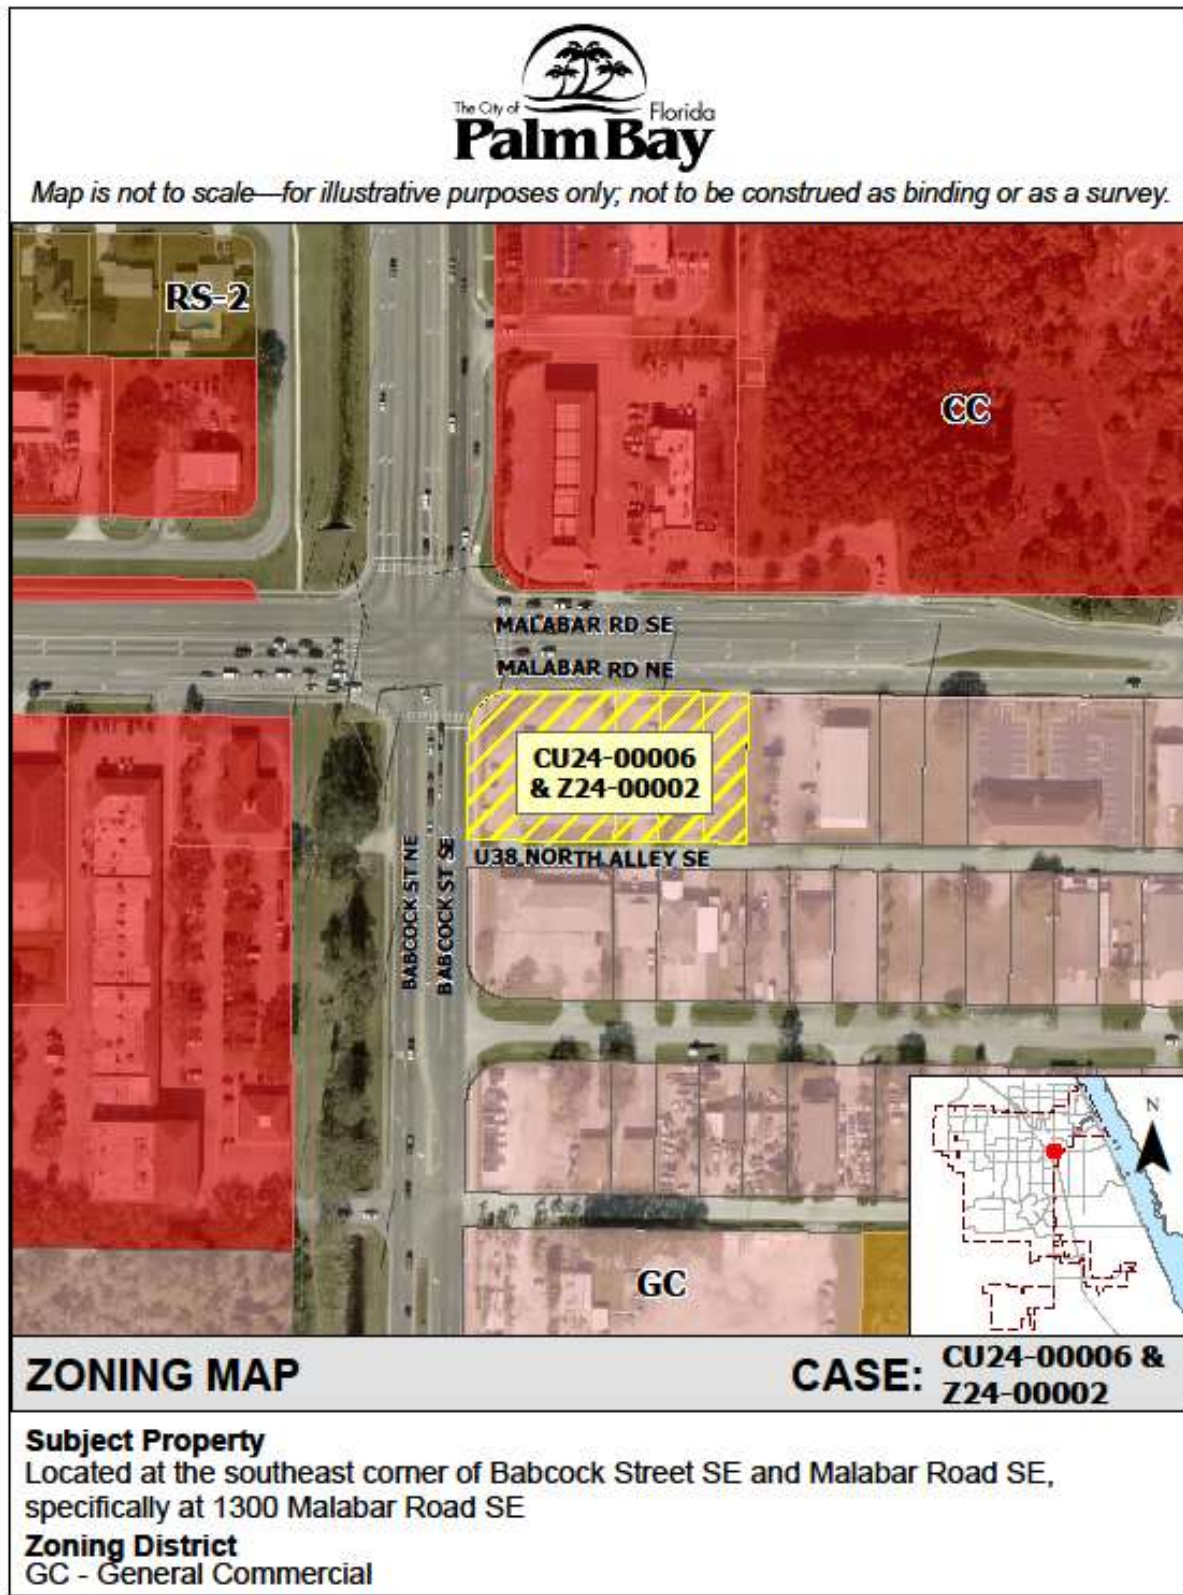 The City of Florida
Palm Bay
Map is not to scale—for illustrative purposes only; not to be construed as binding or as a survey.
RS-2
CC
MALABAR RD SE
MALABAR RD NE
CU24-00006
& Z24-00002
U38 NORTH ALLEY SE
BABCOCK ST NE
BABCOCK ST SE
N
GC
ZONING MAP
CASE: CU24-00006 &
Z24-00002
Subject Property
Located at the southeast corner of Babcock Street SE and Malabar Road SE,
specifically at 1300 Malabar Road SE
Zoning District
GC - General Commercial